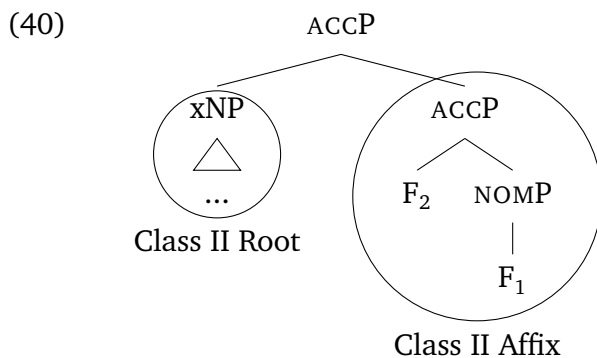 (40)
ACCP
xNP
ACCP
...
F₂
NOMP
Class II Root
F₁
Class II Affix